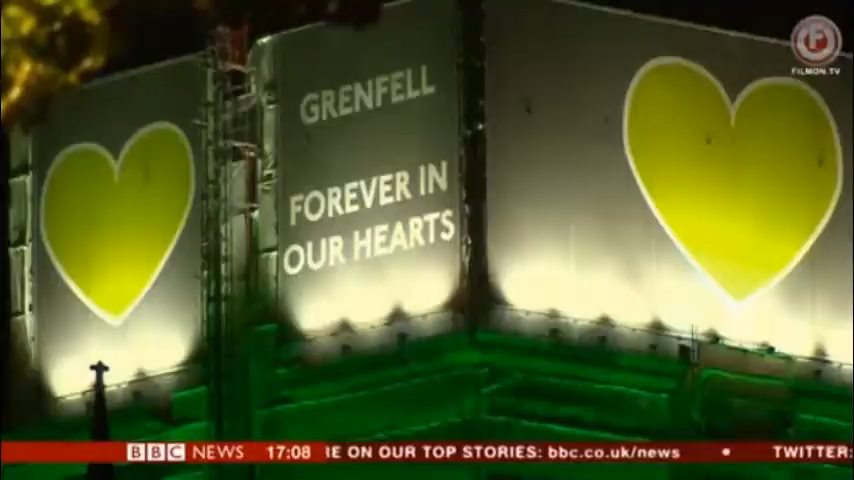 FILMON.TV
GRENFELL
FOREVER IN
OUR HEARTS
BBC NEWS 17:08 RE ON OUR TOP STORIES: bbc.co.uk/news • TWITTER: